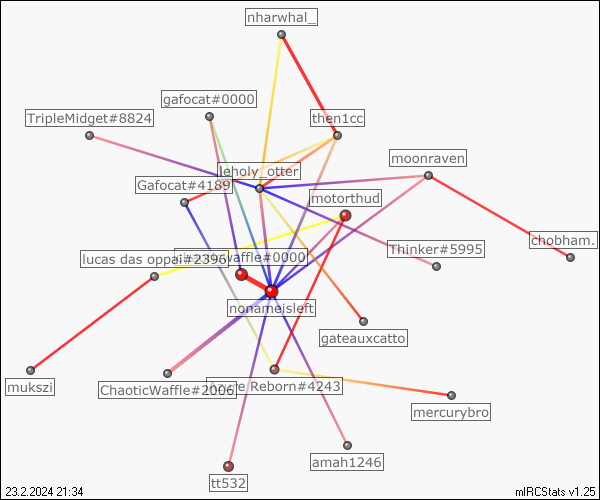 nharwhal_
gafocat#0000
TripleMidget#8824
then1cc
moonraven
leholy_otter
Gafocat#4189
motorthud
chobham.
Thinker#5995
waffle#0000
lucas das oppai#2396
nonameisleft
gateauxcatto
mukszi
ChaoticWaffle#2006
Reborn#4243
mercurybro
amah1246
tt532
23.2.2024 21:34
mIRCStats v1.25